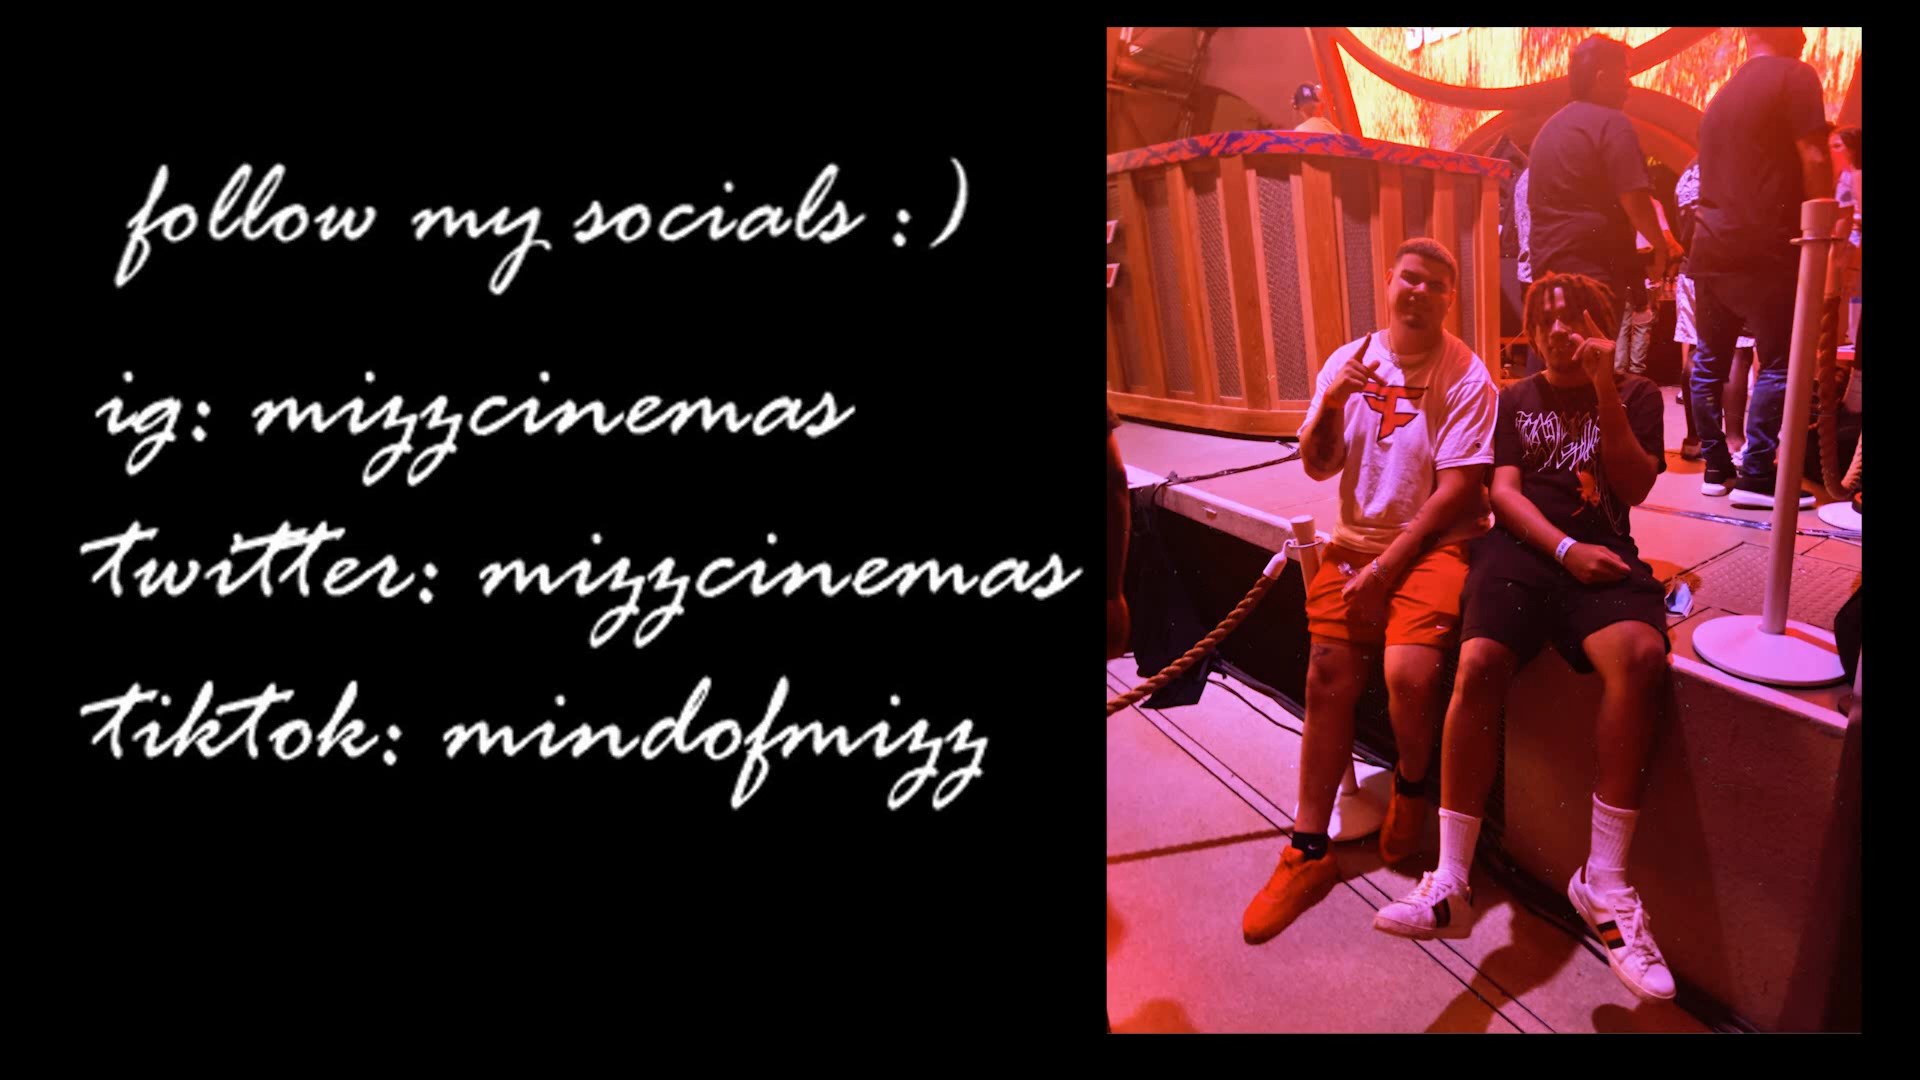 follow my socials :)
ig: mizzcinemas
twitter: mizzcinemas
tiktok: mindofmizz